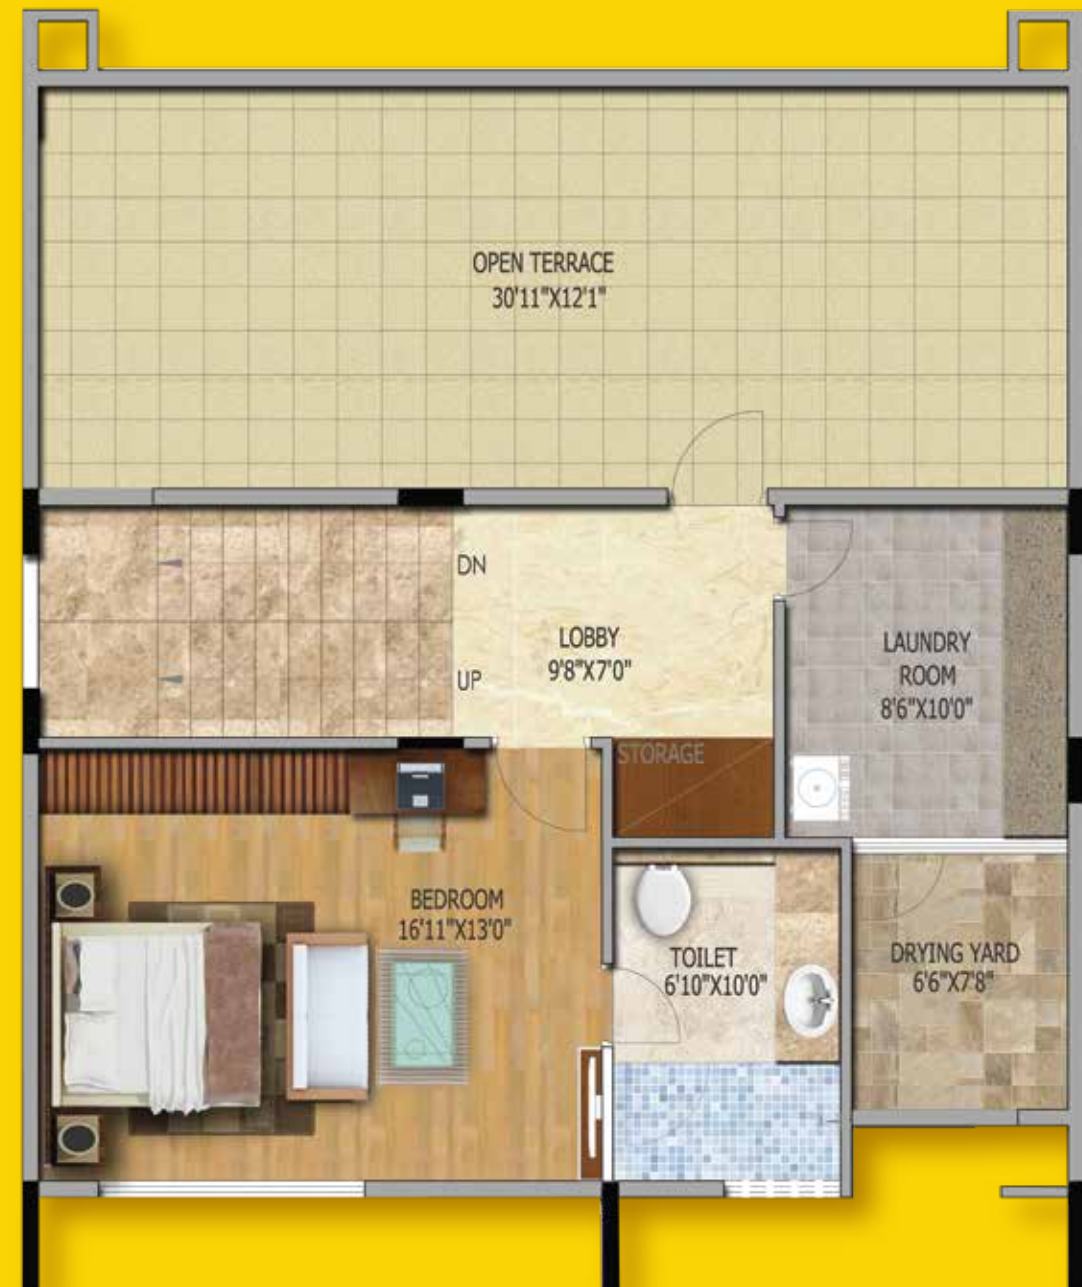 OPEN TERRACE
30'11"X12'1"
DN
LOBBY
9'8"X7'0"
UP
LAUNDRY
ROOM
8'6"X10'0"
STORAGE
BEDROOM
16'11"X13'0"
TOILET
6'10"X10'0"
DRYING YARD
6'6"X7'8"